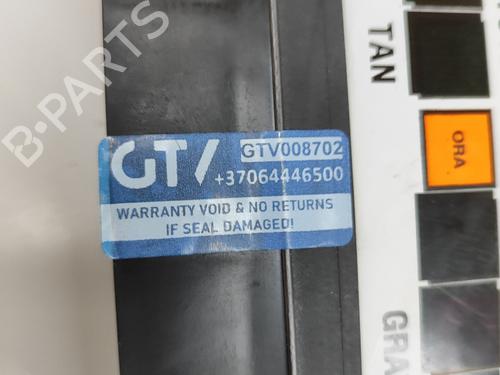 B-PARTS
GTV
GTV008702
+37064446500
WARRANTY VOID & NO RETURNS
IF SEAL DAMAGED!
TAN
ORA
GRA